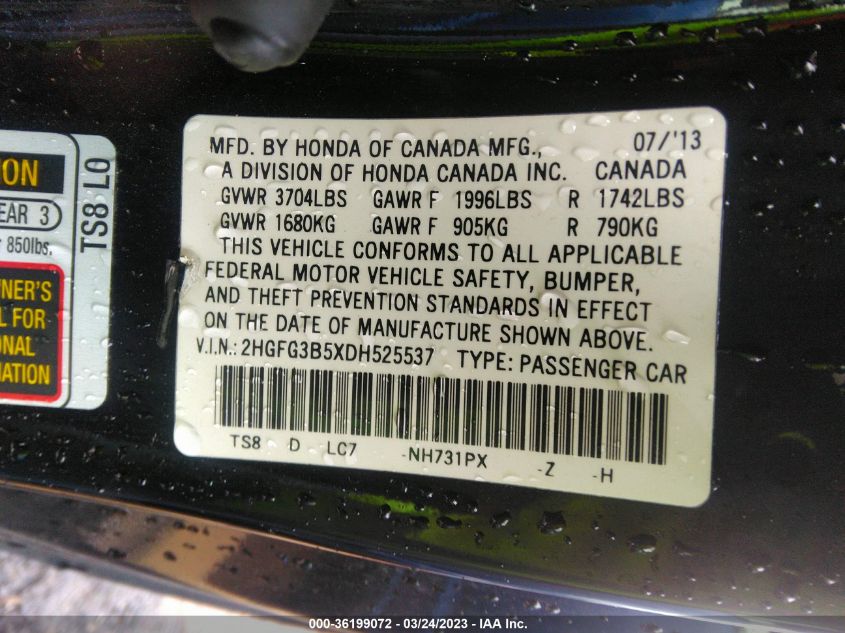 MFD. BY HONDA OF CANADA MFG., 07/'13
A DIVISION OF HONDA CANADA INC. CANADA
GVWR 3704LBS GAWR F 1996LBS R 1742LBS
GVWR 1680KG GAWR F 905KG R 790KG
THIS VEHICLE CONFORMS TO ALL APPLICABLE
FEDERAL MOTOR VEHICLE SAFETY, BUMPER,
AND THEFT PREVENTION STANDARDS IN EFFECT
ON THE DATE OF MANUFACTURE SHOWN ABOVE.
V.I.N.: 2HGFG3B5XDH525537 TYPE: PASSENGER CAR
TS8 D LC7 -NH731PX -Z -H
ION
EAR 3
850lbs.
NER'S
L FOR
ONAL
MATION
TS8 L0
000-36199072 - 03/24/2023 - IAA Inc.